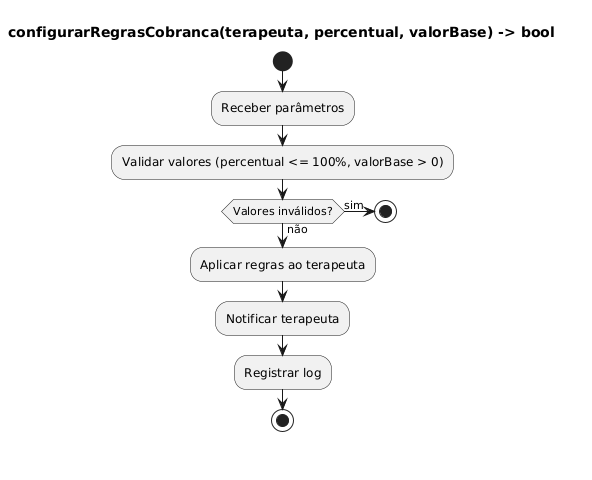 configurarRegrasCobranca(terapeuta, percentual, valorBase) -> bool
Receber parâmetros
Validar valores (percentual <= 100%, valorBase > 0)
Valores inválidos?
sim
não
Aplicar regras ao terapeuta
Notificar terapeuta
Registrar log